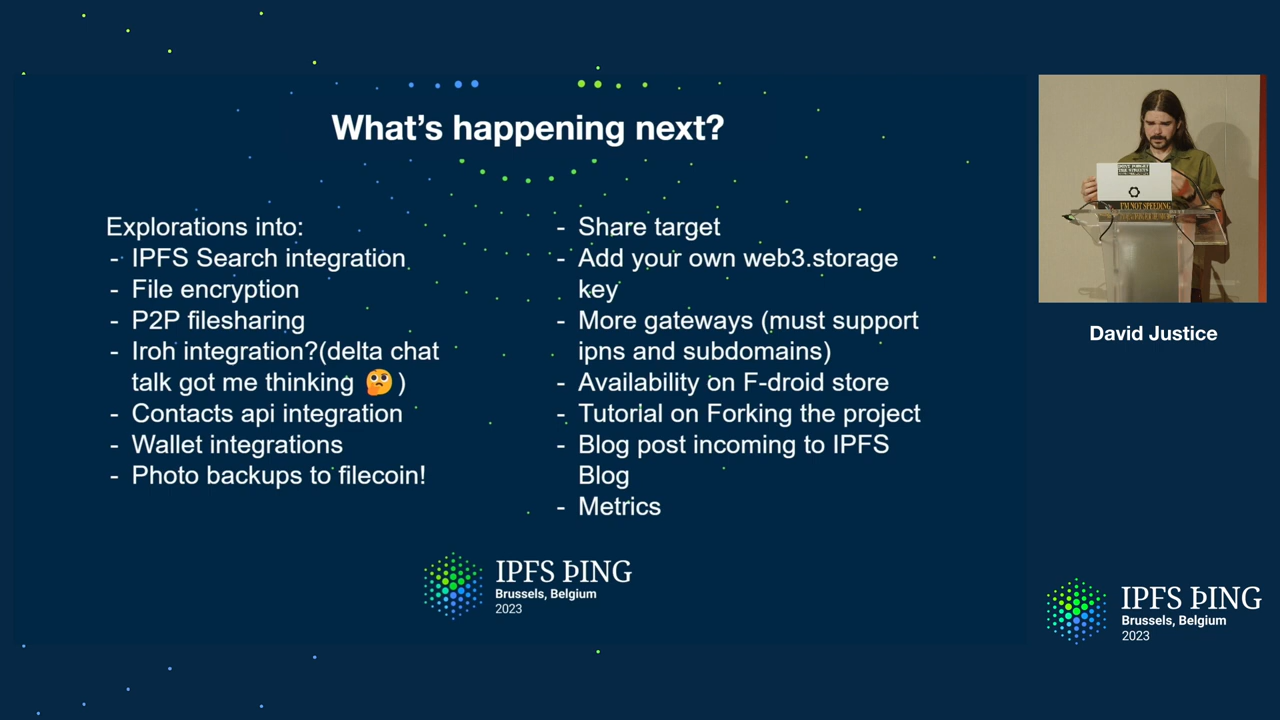 What's happening next?
Explorations into:
- IPFS Search integration
- File encryption
- P2P filesharing
- Iroh integration?(delta chat
talk got me thinking 🤔 )
- Contacts api integration
- Wallet integrations
- Photo backups to filecoin!
- Share target
- Add your own web3.storage
key
- More gateways (must support
ipns and subdomains)
- Availability on F-droid store
- Tutorial on Forking the project
- Blog post incoming to IPFS
Blog
- Metrics
IPFS ÞING
Brussels, Belgium
2023
I'M NOT SPEEDING
David Justice
IPFS ÞING
Brussels, Belgium
2023